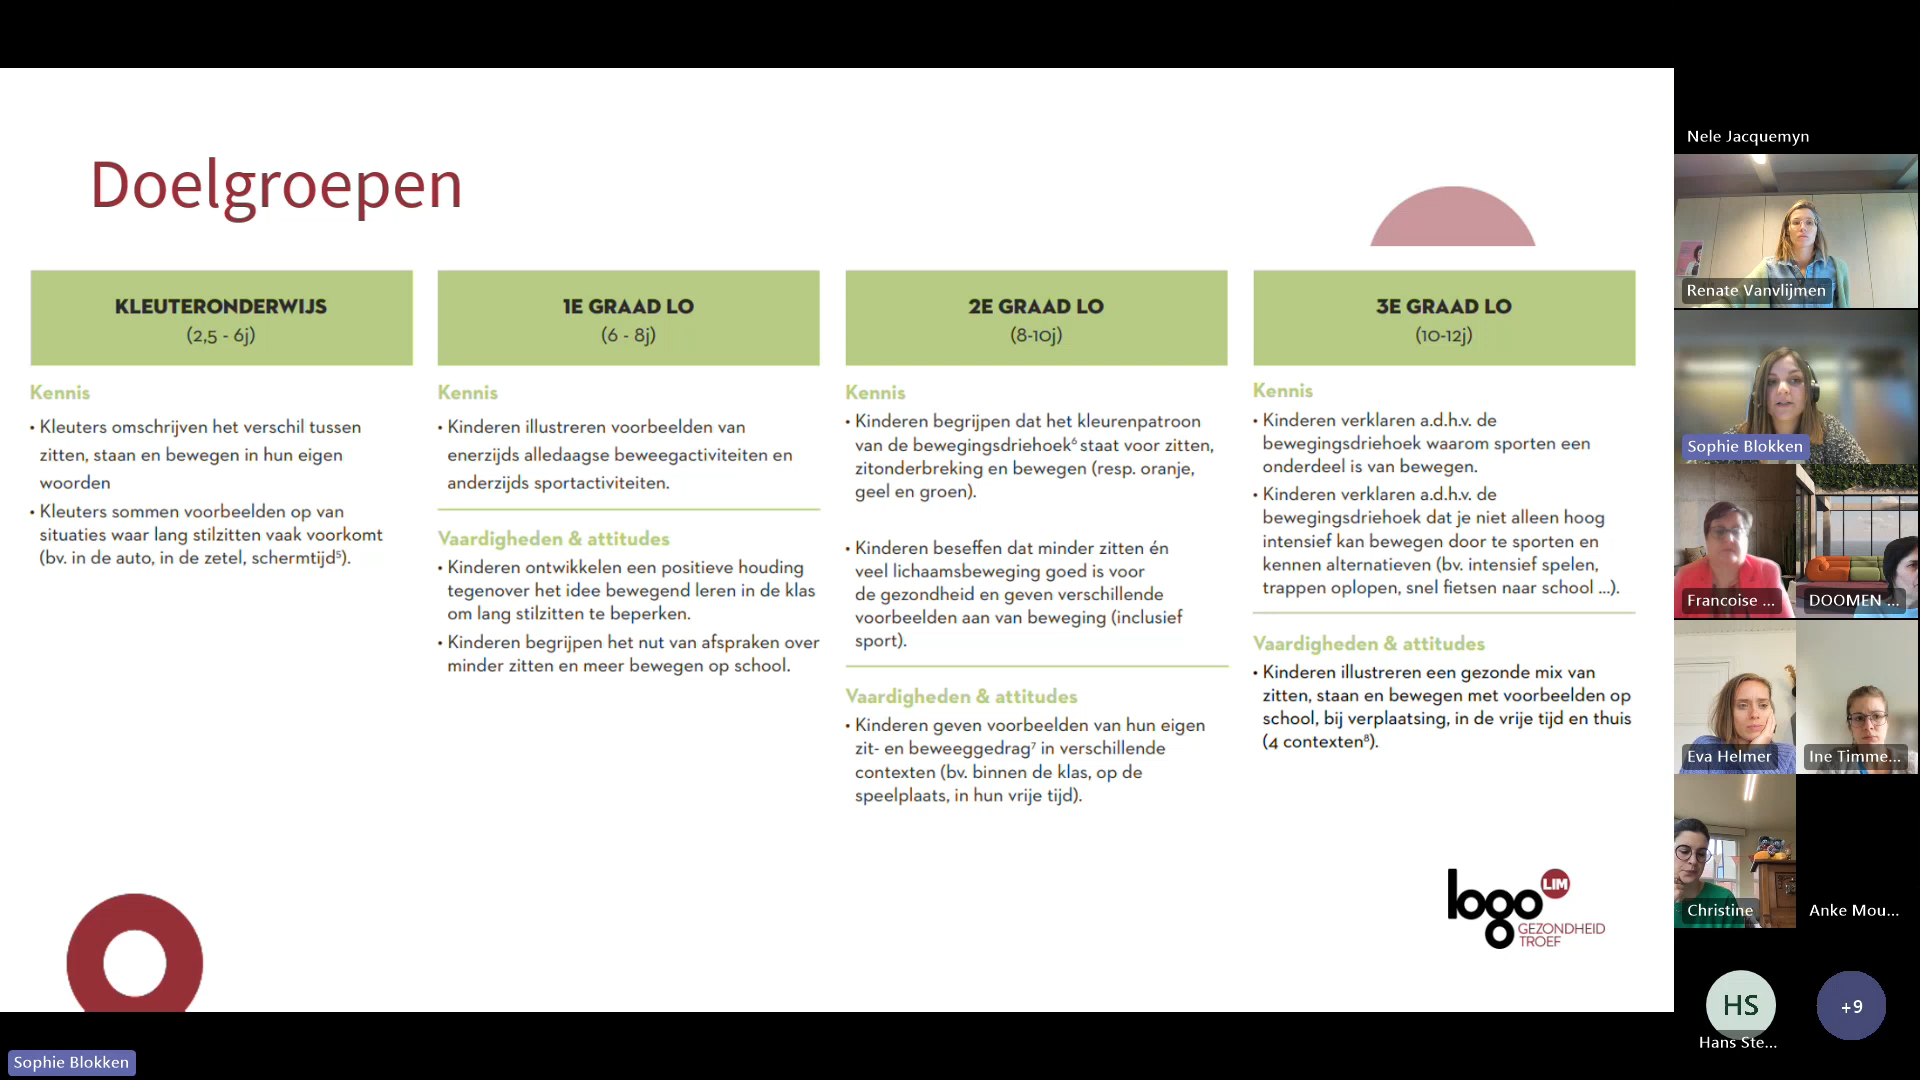 Doelgroepen
KLEUTERONDERWIJS
(2,5 - 6j)
Kennis
• Kleuters omschrijven het verschil tussen
zitten, staan en bewegen in hun eigen
woorden
• Kleuters sommen voorbeelden op van
situaties waar lang stilzitten vaak voorkomt
(bv. in de auto, in de zetel, schermtijd⁵).
1E GRAAD LO
(6 - 8j)
Kennis
• Kinderen illustreren voorbeelden van
enerzijds alledaagse beweegactiviteiten en
anderzijds sportactiviteiten.
Vaardigheden & attitudes
• Kinderen ontwikkelen een positieve houding
tegenover het idee bewegend leren in de klas
om lang stilzitten te beperken.
• Kinderen begrijpen het nut van afspraken over
minder zitten en meer bewegen op school.
2E GRAAD LO
(8-10j)
Kennis
• Kinderen begrijpen dat het kleurenpatroon
van de bewegingsdriehoek⁶ staat voor zitten,
zitonderbreking en bewegen (resp. oranje,
geel en groen).
• Kinderen beseffen dat minder zitten én
veel lichaamsbeweging goed is voor
de gezondheid en geven verschillende
voorbeelden aan van beweging (inclusief
sport).
Vaardigheden & attitudes
• Kinderen geven voorbeelden van hun eigen
zit- en beweeggedrag⁷ in verschillende
contexten (bv. binnen de klas, op de
speelplaats, in hun vrije tijd).
3E GRAAD LO
(10-12j)
Kennis
• Kinderen verklaren a.d.h.v. de
bewegingsdriehoek waarom sporten een
onderdeel is van bewegen.
• Kinderen verklaren a.d.h.v. de
bewegingsdriehoek dat je niet alleen hoog
intensief kan bewegen door te sporten en
kennen alternatieven (bv. intensief spelen,
trappen oplopen, snel fietsen naar school ...).
Vaardigheden & attitudes
• Kinderen illustreren een gezonde mix van
zitten, staan en bewegen met voorbeelden op
school, bij verplaatsing, in de vrije tijd en thuis
(4 contexten⁸).
logo LIM
GEZONDHEID
TROEF
Sophie Blokken
Nele Jacquemyn
Renate Vanvlijmen
Sophie Blokken
Francoise ...
DOOMEN ...
Eva Helmer
Ine Timme...
Christine
Anke Mou...
HS
Hans Ste...
+9